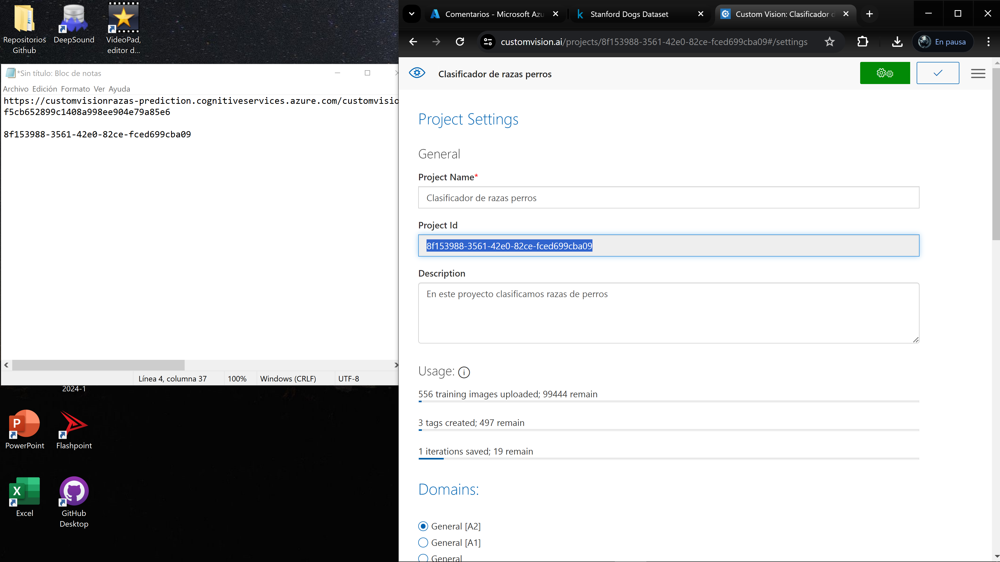 Repositorios
Github
DeepSound
VideoPad,
editor d...
*Sin título: Bloc de notas
Archivo Edición Formato Ver Ayuda
https://customvisionrazas-prediction.cognitiveservices.azure.com/customvisio
f5cb652899c1408a998ee904e79a85e6
8f153988-3561-42e0-82ce-fced699cba09
Línea 4, columna 37
100%
Windows (CRLF)
UTF-8
2024-1
PowerPoint
Flashpoint
Excel
GitHub
Desktop
Comentarios - Microsoft Azu
Stanford Dogs Dataset
Custom Vision: Clasificador d
customvision.ai/projects/8f153988-3561-42e0-82ce-fced699cba09#/settings
En pausa
Clasificador de razas perros
Project Settings
General
Project Name*
Clasificador de razas perros
Project Id
8f153988-3561-42e0-82ce-fced699cba09
Description
En este proyecto clasificamos razas de perros
Usage:
556 training images uploaded; 99444 remain
3 tags created; 497 remain
1 iterations saved; 19 remain
Domains:
General [A2]
General [A1]
General